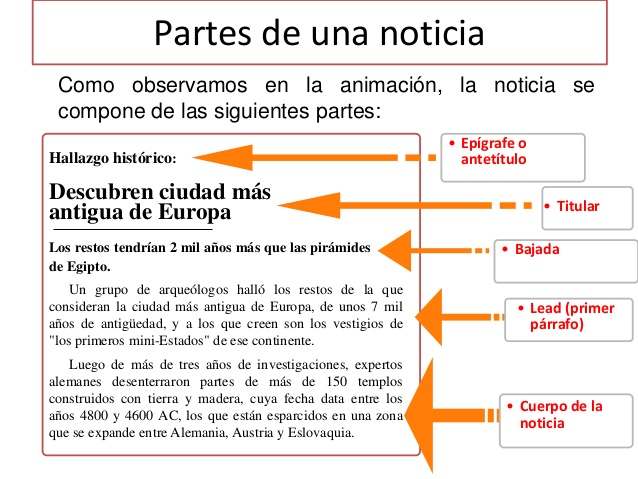 Partes de una noticia
Como observamos en la animación, la noticia se
compone de las siguientes partes:
Hallazgo histórico:
Descubren ciudad más
antigua de Europa
Los restos tendrían 2 mil años más que las pirámides
de Egipto.
Un grupo de arqueólogos halló los restos de la que
consideran la ciudad más antigua de Europa, de unos 7 mil
años de antigüedad, y a los que creen son los vestigios de
"los primeros mini-Estados" de ese continente.
Luego de más de tres años de investigaciones, expertos
alemanes desenterraron partes de más de 150 templos
construidos con tierra y madera, cuya fecha data entre los
años 4800 y 4600 AC, los que están esparcidos en una zona
que se expande entre Alemania, Austria y Eslovaquia.
• Epígrafe o
antetítulo
• Titular
• Bajada
• Lead (primer
párrafo)
• Cuerpo de la
noticia